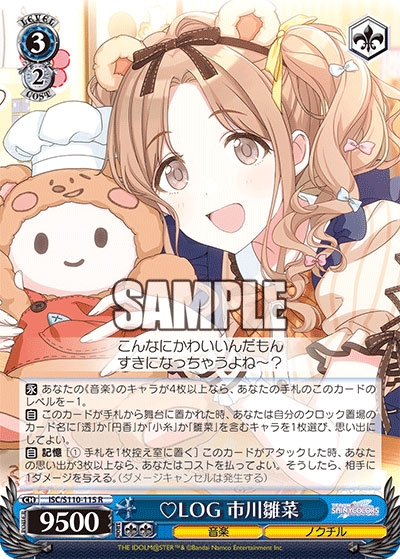 LEVEL
3
2
COST
SAMPLE
こんなにかわいいんだもん
すきになっちゃうよね～？
永 あなたの《音楽》のキャラが4枚以上なら、あなたの手札のこのカードの
レベルを－1。
自 このカードが手札から舞台に置かれた時、あなたは自分のクロック置場の
カード名に「透」か「円香」か「小糸」か「雛菜」を含むキャラを1枚選び、思い出に
してよい。
自 記憶 [① 手札を1枚控え室に置く] このカードがアタックした時、あなた
の思い出が3枚以上なら、あなたはコストを払ってよい。そうしたら、相手に
1ダメージを与える。（ダメージキャンセルは発生する）
CH
ISC/S110-115 R
9500
♡LOG 市川雛菜
SHINYCOLORS
音楽
ノクチル
THE IDOLM@STER™& ©Bandai Namco Entertainment Inc.